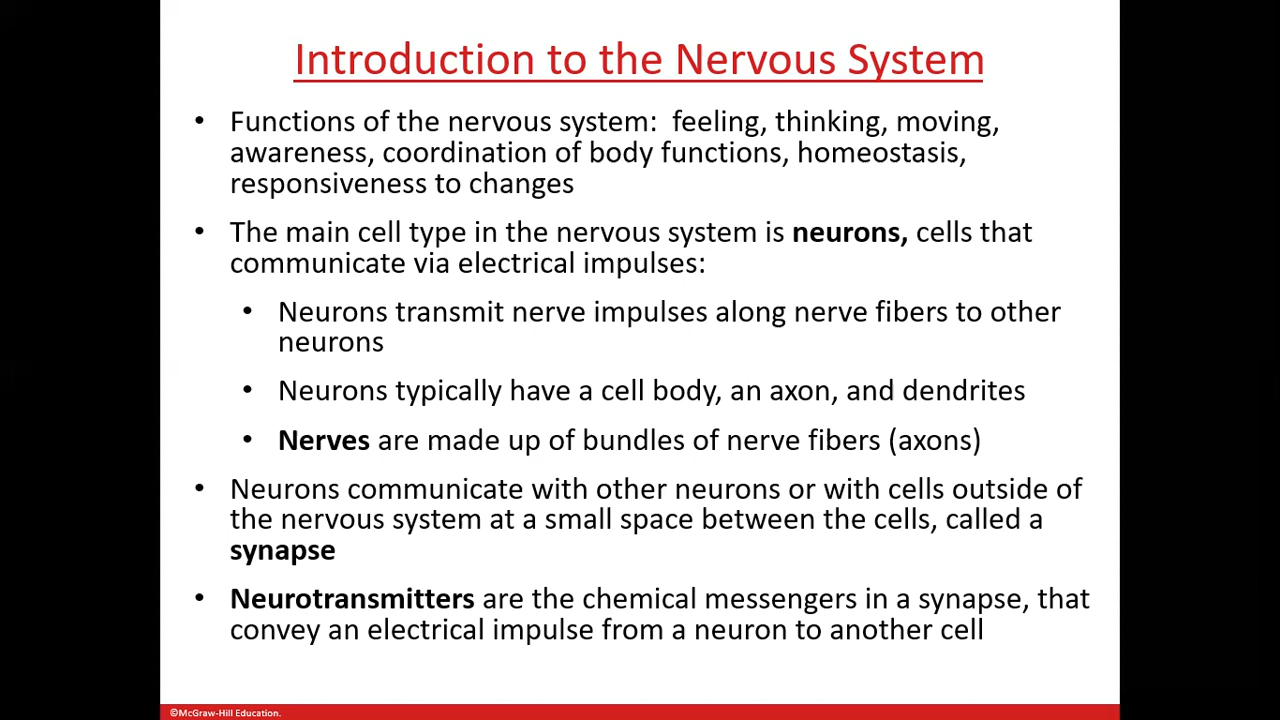 Introduction to the Nervous System
• Functions of the nervous system:  feeling, thinking, moving,
awareness, coordination of body functions, homeostasis,
responsiveness to changes
• The main cell type in the nervous system is neurons, cells that
communicate via electrical impulses:
• Neurons transmit nerve impulses along nerve fibers to other
neurons
• Neurons typically have a cell body, an axon, and dendrites
• Nerves are made up of bundles of nerve fibers (axons)
• Neurons communicate with other neurons or with cells outside of
the nervous system at a small space between the cells, called a
synapse
• Neurotransmitters are the chemical messengers in a synapse, that
convey an electrical impulse from a neuron to another cell
©McGraw-Hill Education.